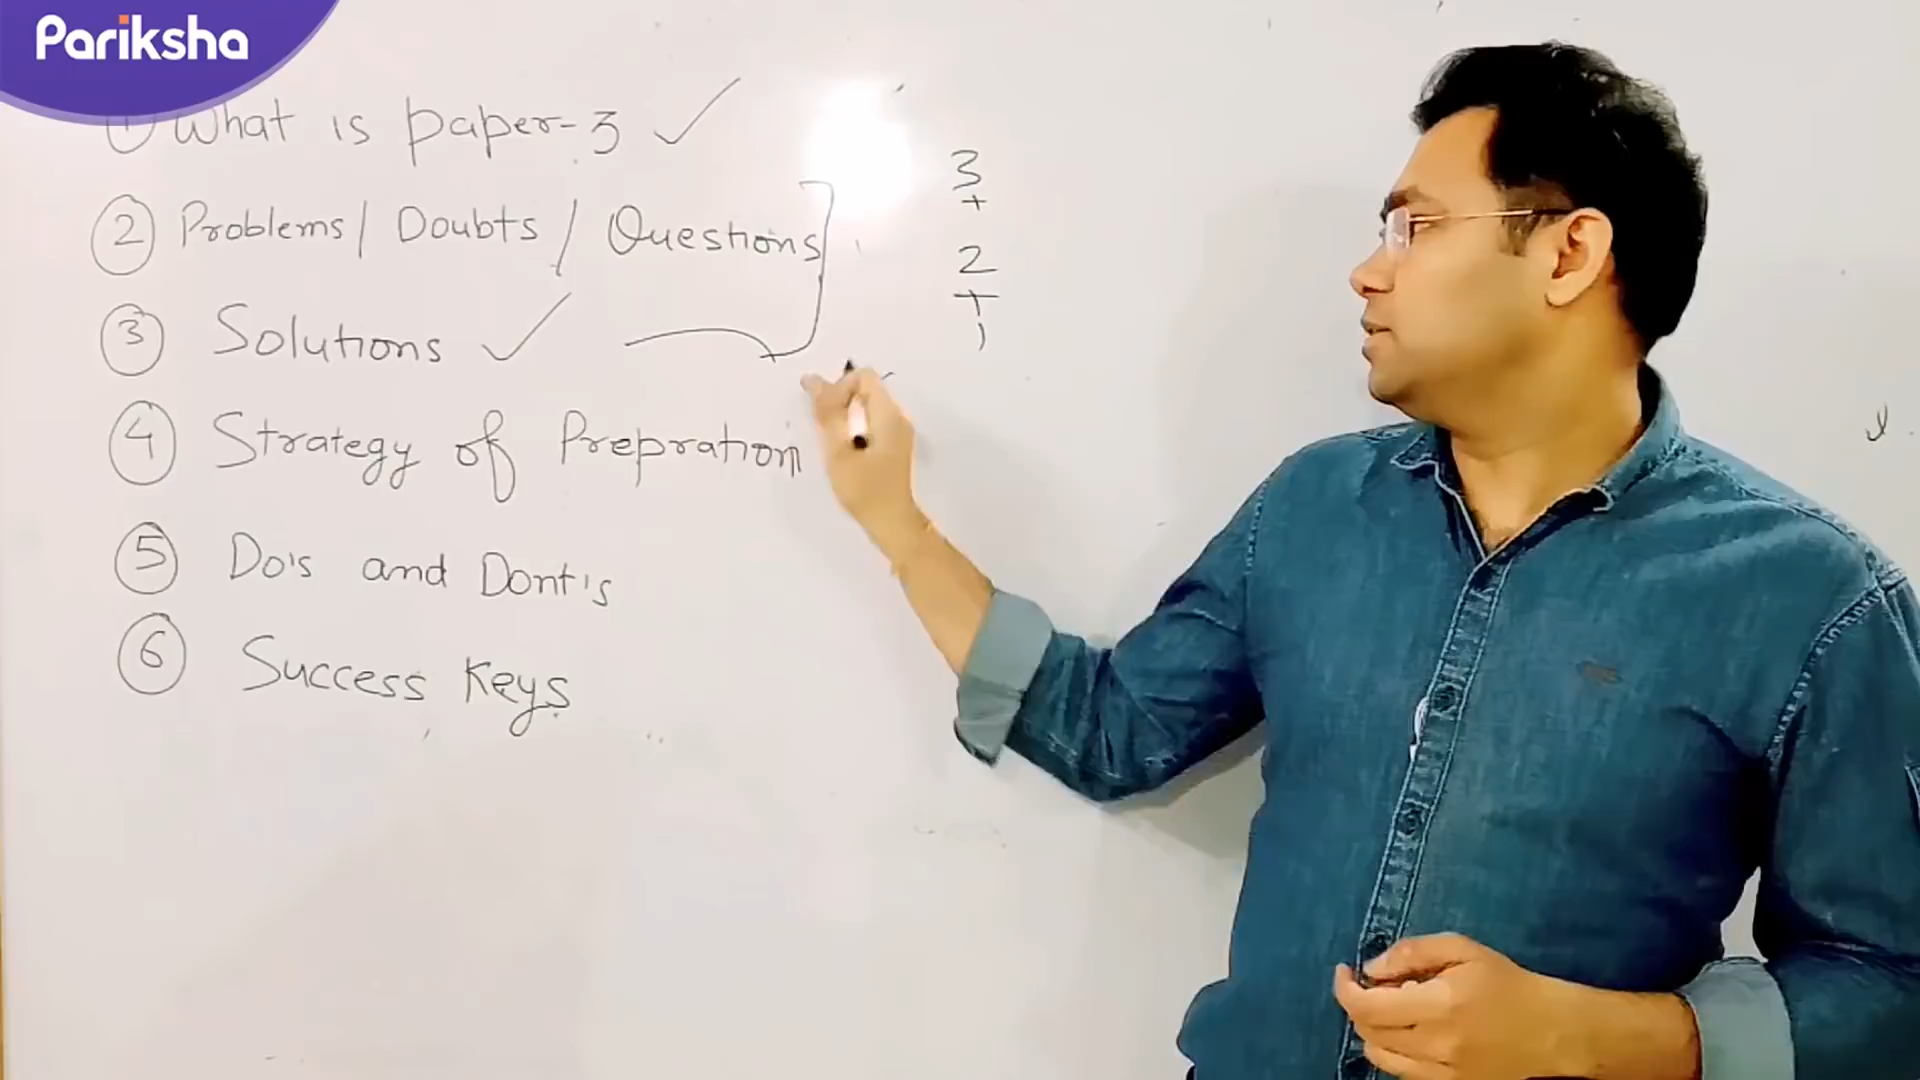 Pariksha
① What is paper-3 ✓
② Problems / Doubts / Questions
③ Solutions ✓
④ Strategy of Prepration
⑤ Do's and Dont's
⑥ Success Keys
3
+
2
+
1